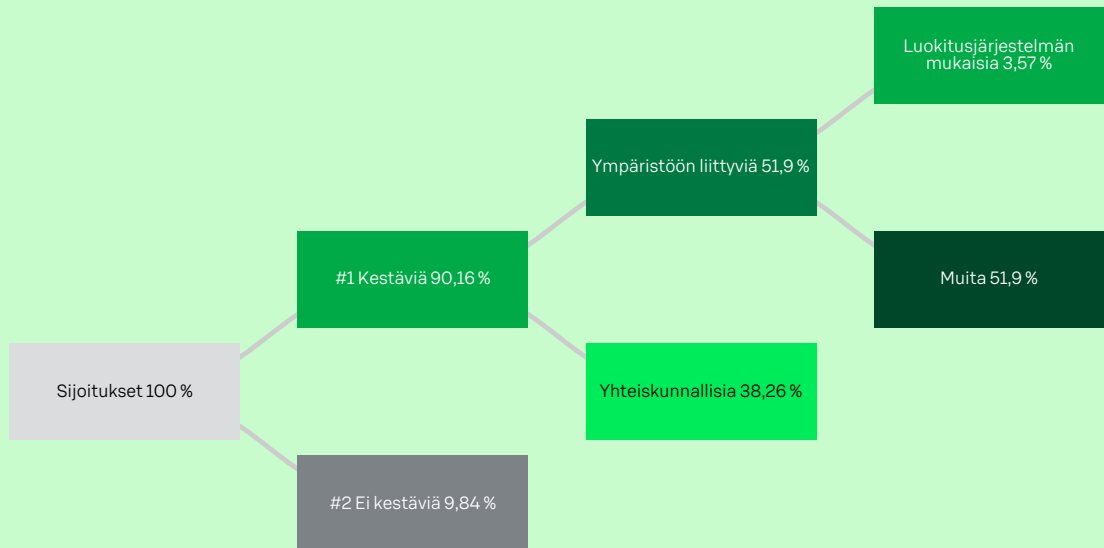 Luokitusjärjestelmän
mukaisia 3,57 %
Ympäristöön liittyviä 51,9 %
#1 Kestäviä 90,16 %
Muita 51,9 %
Sijoitukset 100 %
Yhteiskunnallisia 38,26 %
#2 Ei kestäviä 9,84 %